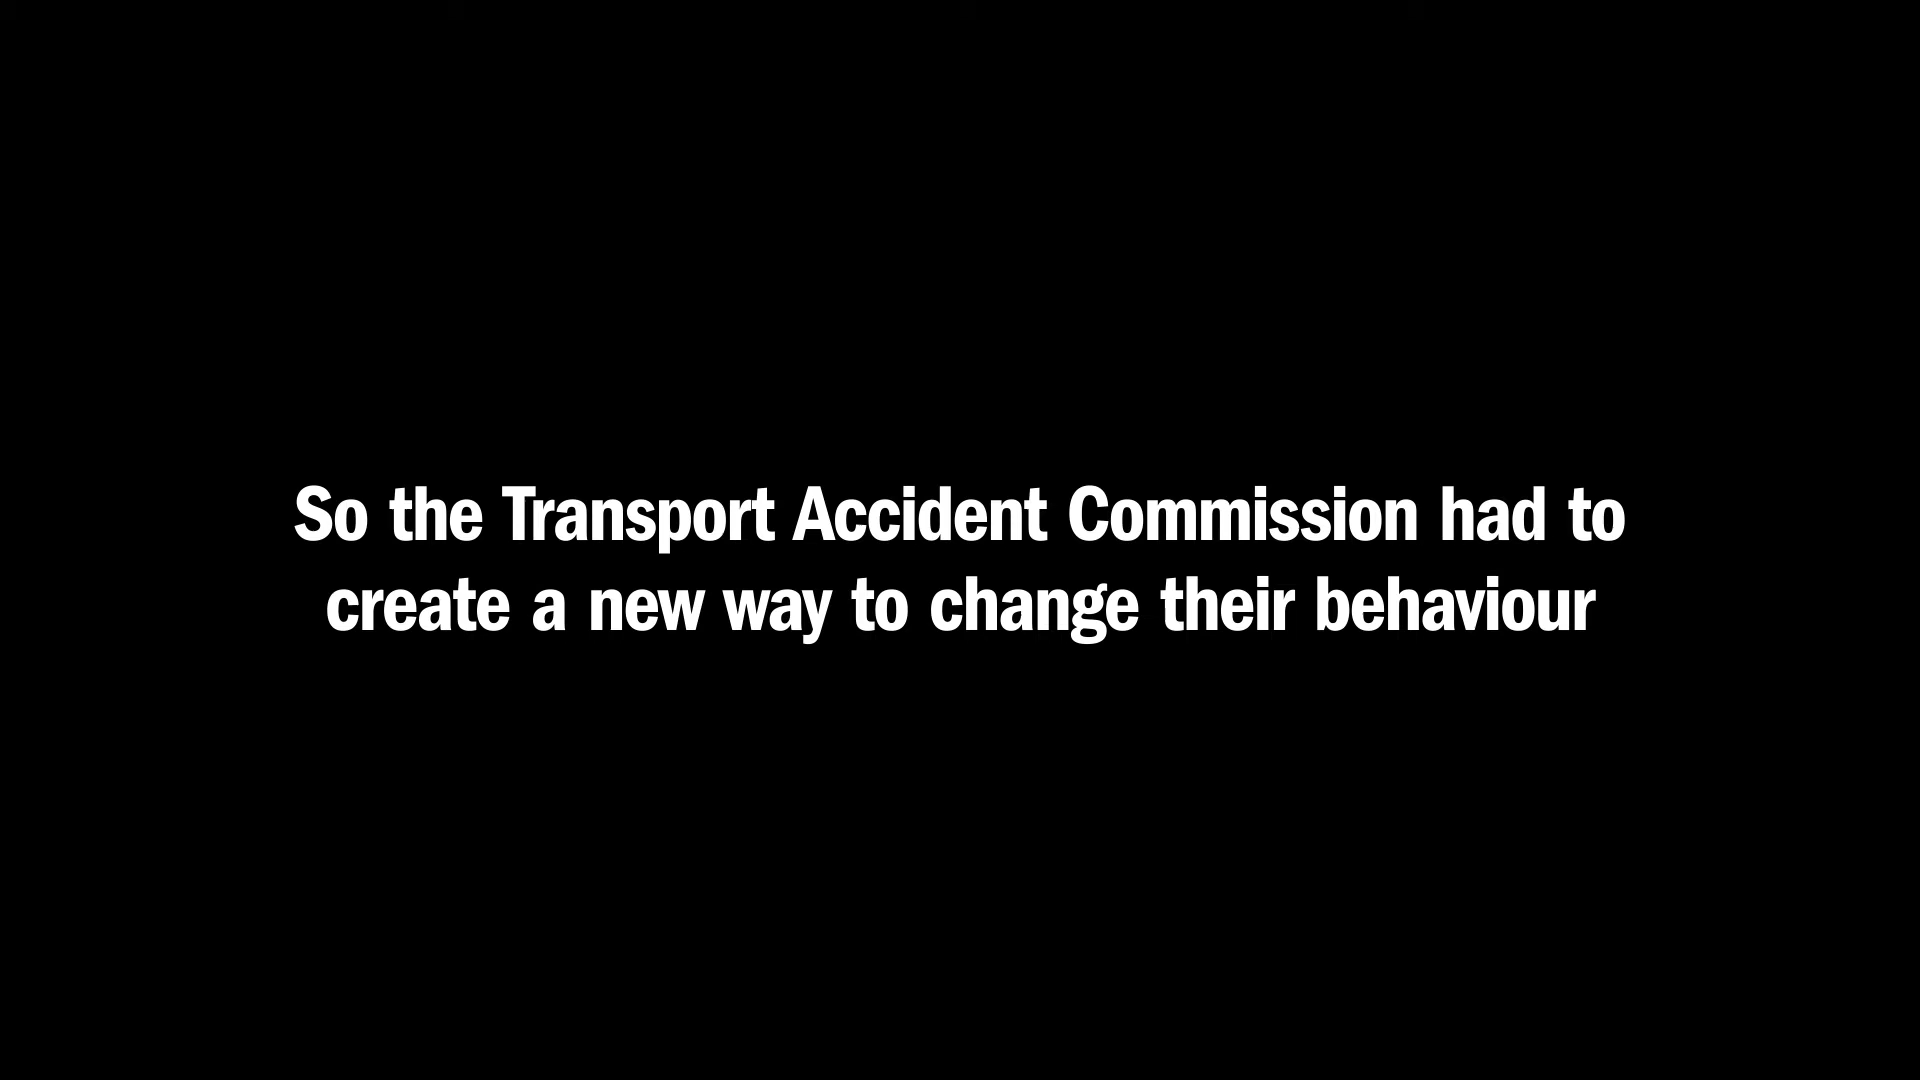 So the Transport Accident Commission had to
create a new way to change their behaviour